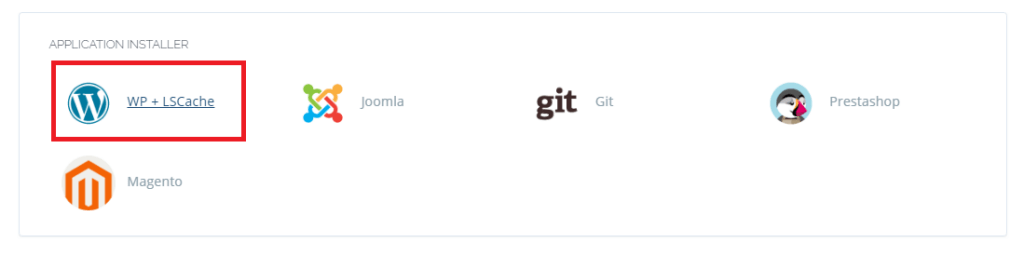 APPLICATION INSTALLER
WP + LSCache
Joomla
git Git
Prestashop
Magento